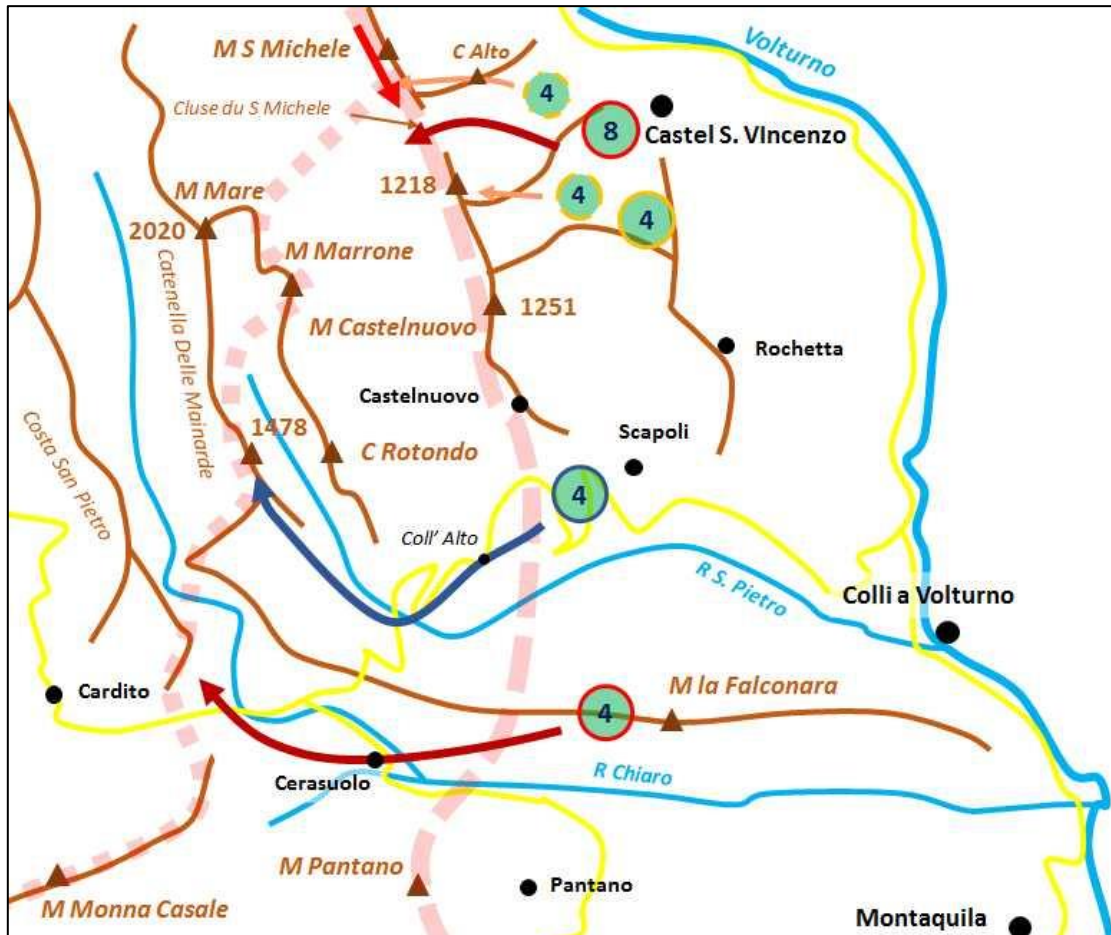 M S Michele
C Alto
Volturno
4
8
Cluse du S Michele
Castel S. VIncenzo
1218
4
4
M Mare
2020
M Marrone
Catenella Delle Mainarde
M Castelnuovo
1251
Rochetta
Castelnuovo
Scapoli
1478
C Rotondo
Costa San Pietro
4
Coll' Alto
R S. Pietro
Colli a Volturno
Cardito
M la Falconara
4
Cerasuolo
R Chiaro
M Pantano
Pantano
M Monna Casale
Montaquila